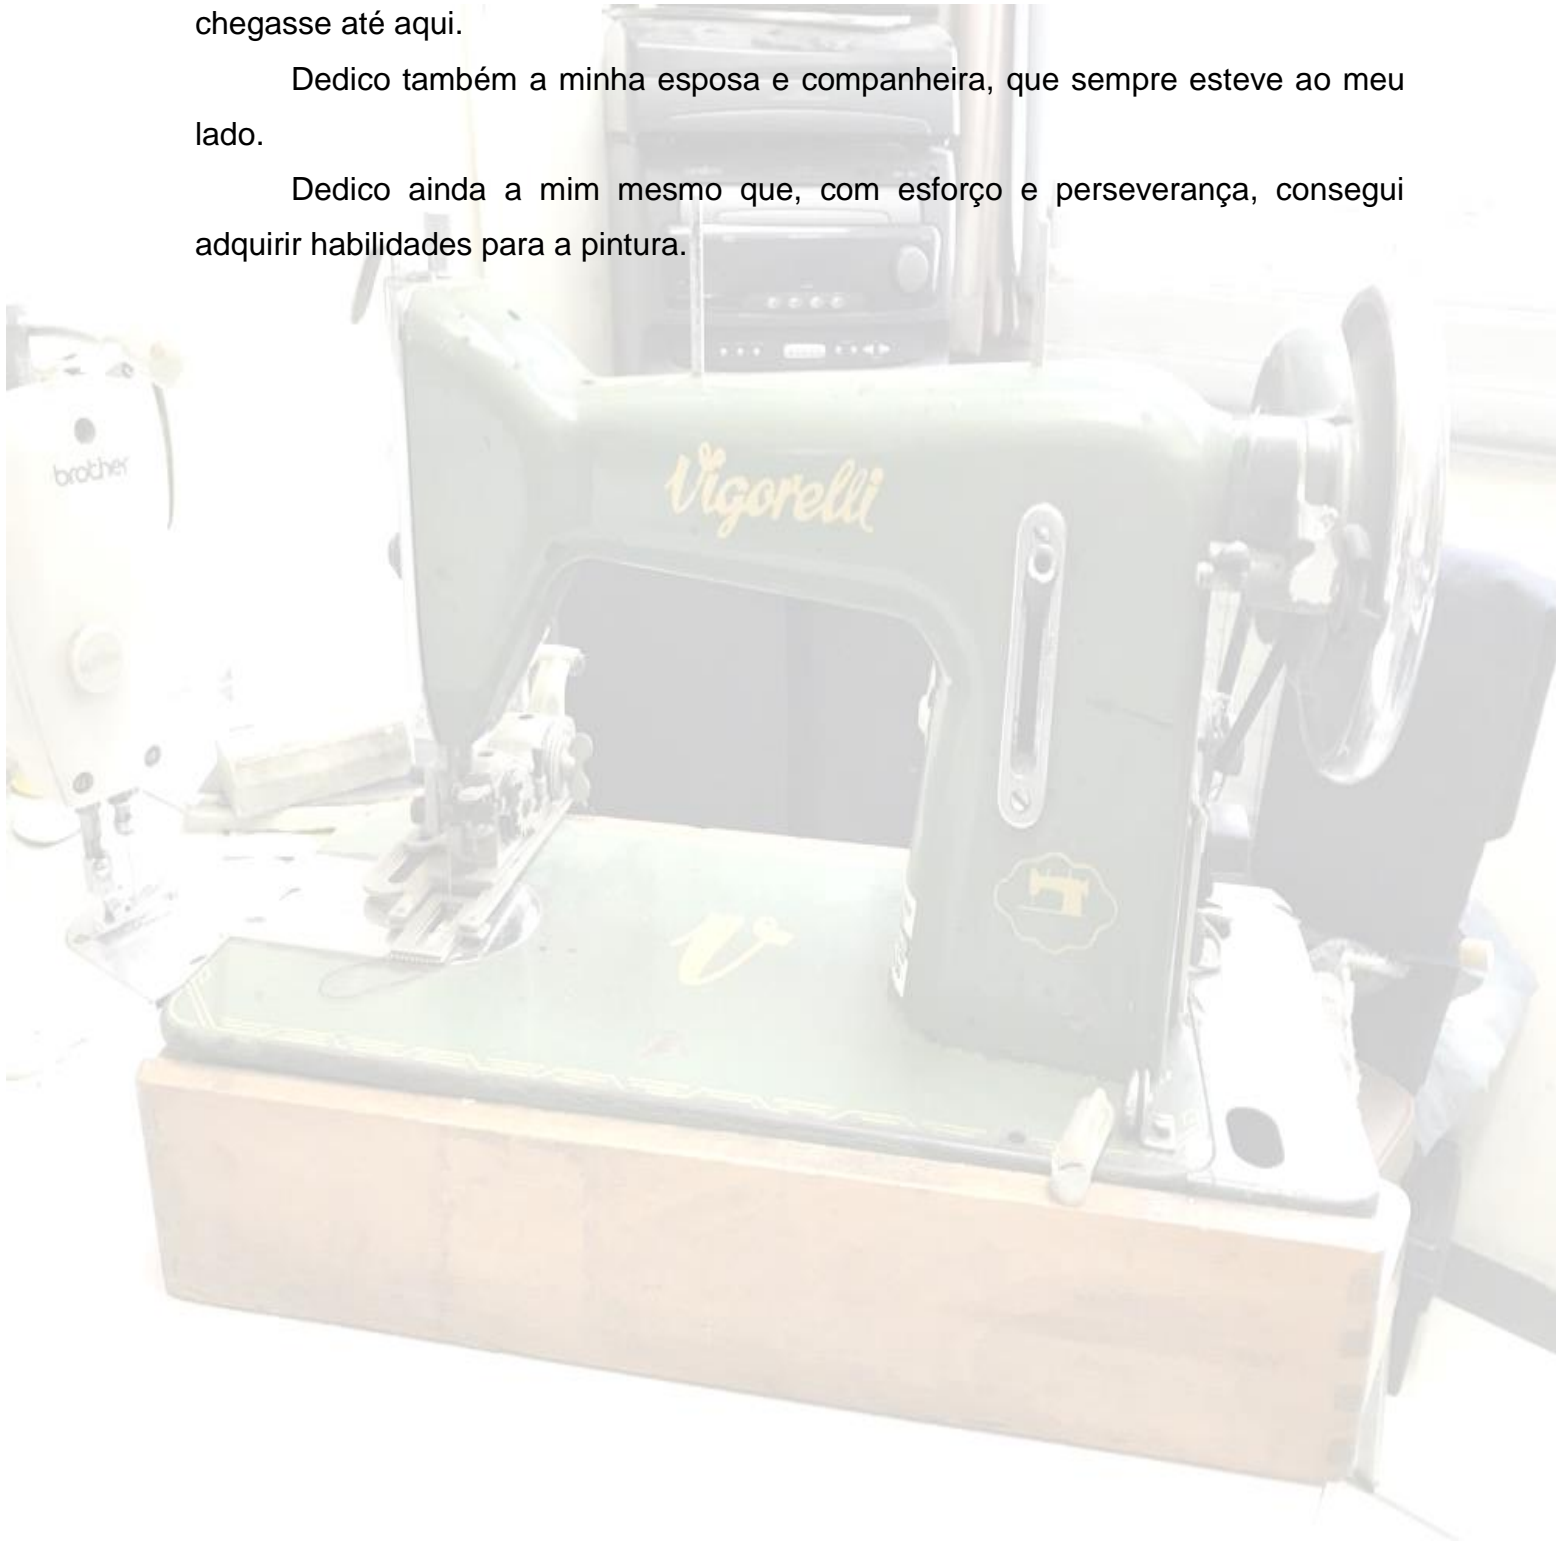 chegasse até aqui.
Dedico também a minha esposa e companheira, que sempre esteve ao meu
lado.
Dedico ainda a mim mesmo que, com esforço e perseverança, consegui
adquirir habilidades para a pintura.
brother
Vigorelli
V